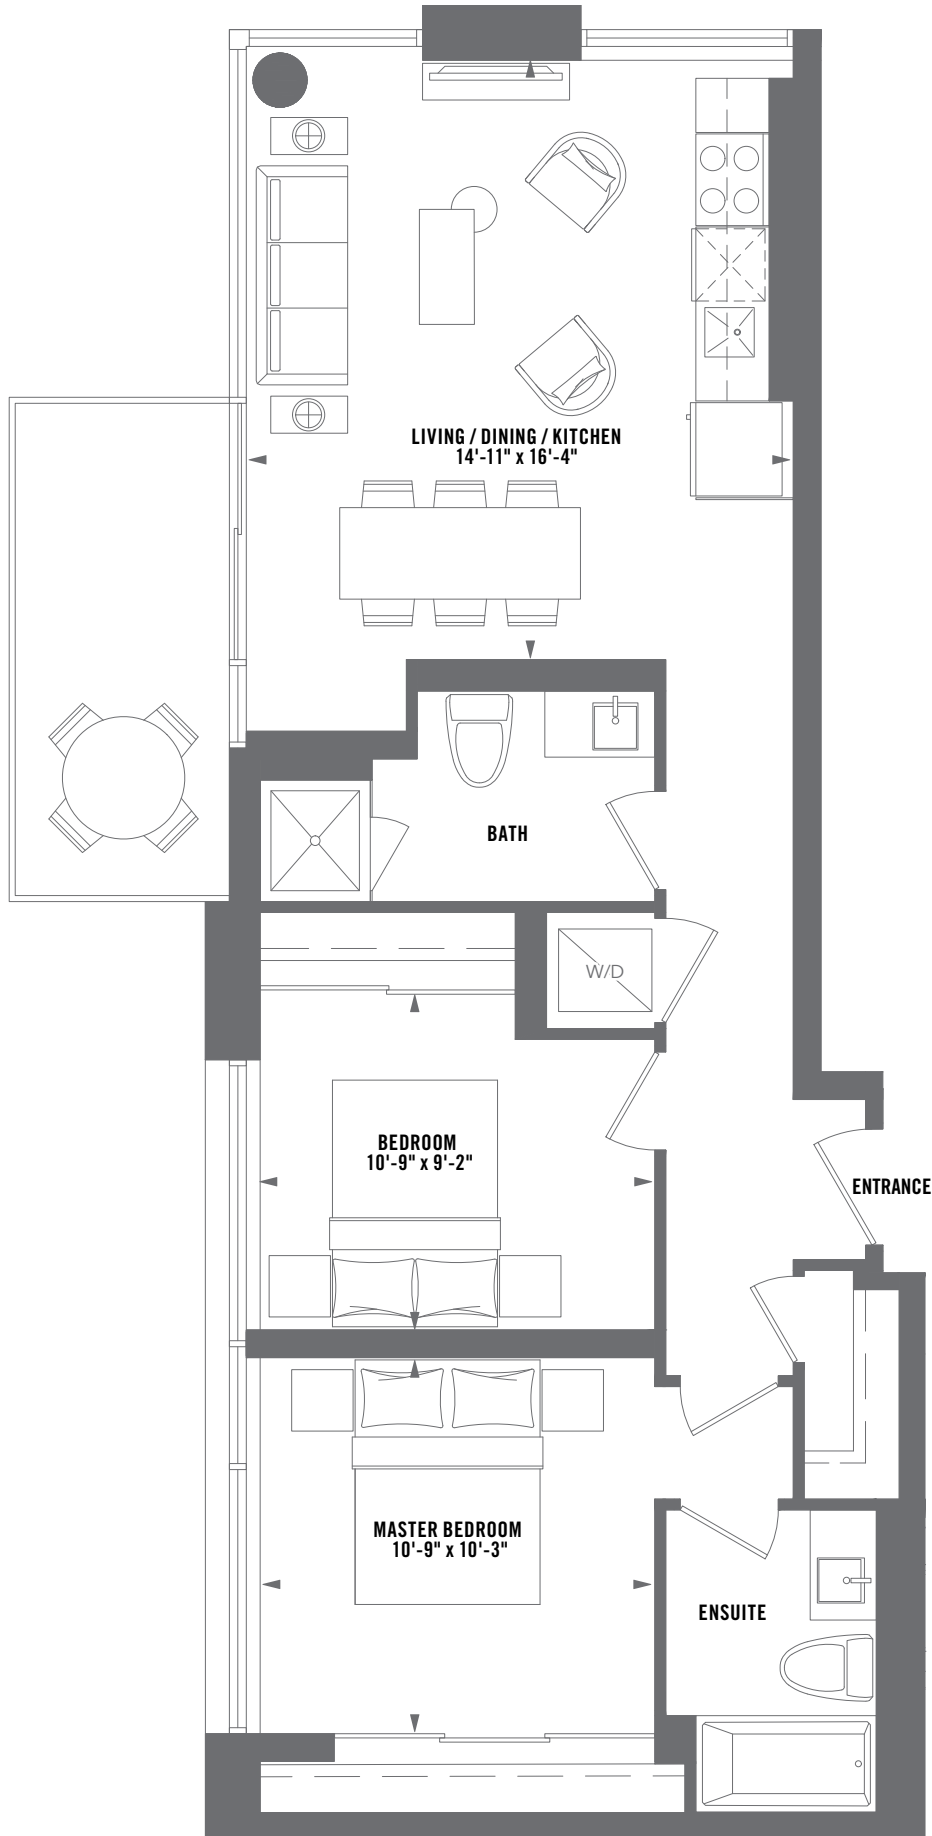 LIVING / DINING / KITCHEN
14'-11" x 16'-4"
BATH
W/D
BEDROOM
10'-9" x 9'-2"
ENTRANCE
MASTER BEDROOM
10'-9" x 10'-3"
ENSUITE